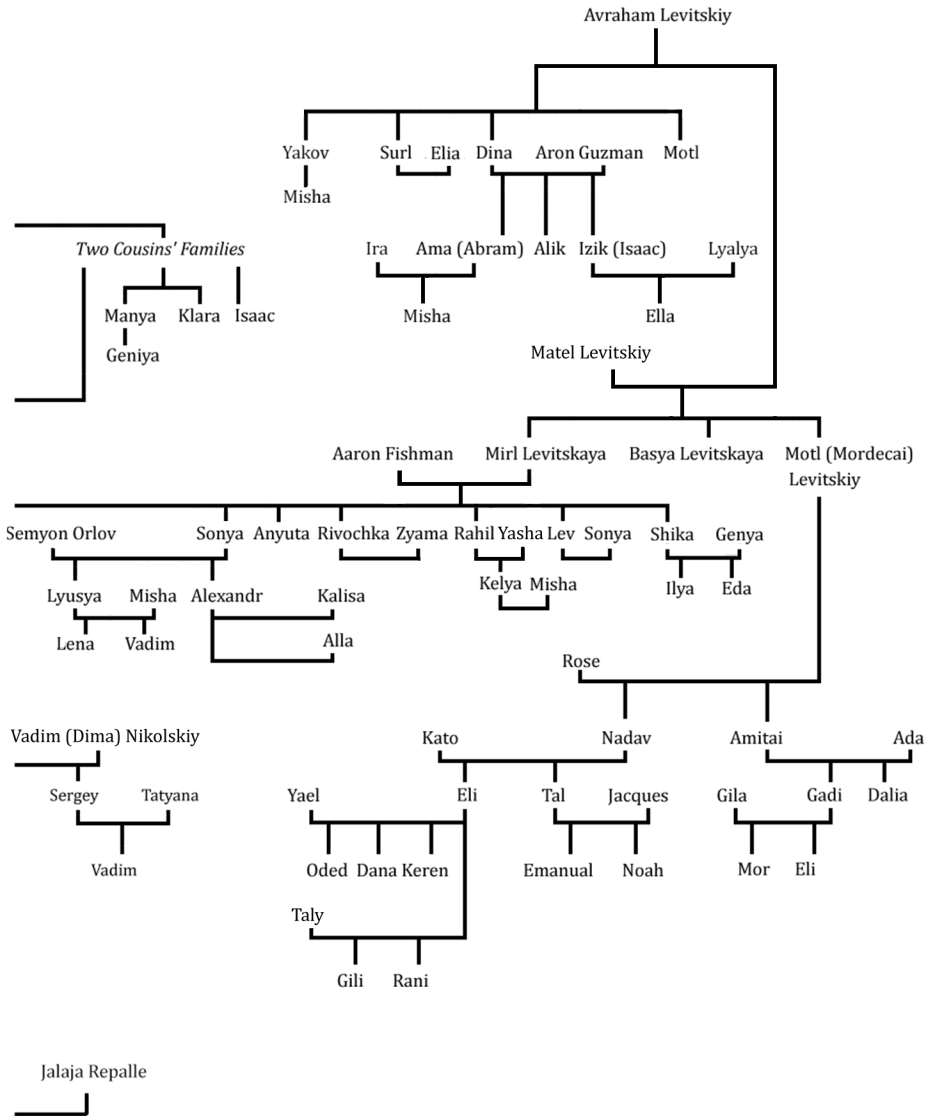 Avraham Levitskiy
Yakov Surl Elia Dina Aron Guzman Motl
Misha
Two Cousins' Families Ira Ama (Abram) Alik Izik (Isaac) Lyalya
Manya Klara Isaac Misha Ella
Geniya Matel Levitskiy
Aaron Fishman Mirl Levitskaya Basya Levitskaya Motl (Mordecai)
Levitskiy
Semyon Orlov Sonya Anyuta Rivochka Zyama Rahil Yasha Lev Sonya Shika Genya
Kelya Misha Ilya Eda
Lyusya Misha Alexandr Kalisa
Lena Vadim Alla
Rose
Vadim (Dima) Nikolskiy Kato Nadav Amitai Ada
Sergey Tatyana Yael Eli Tal Jacques Gila Gadi Dalia
Vadim Oded Dana Keren Emanual Noah Mor Eli
Taly
Gili Rani
Jalaja Repalle